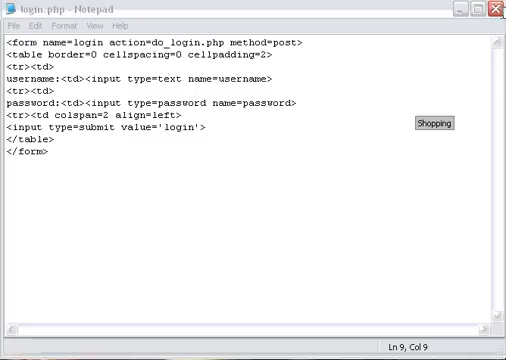 login.php - Notepad
File Edit Format View Help
<form name=login action=do_login.php method=post>
<table border=0 cellspacing=0 cellpadding=2>
<tr><td>
username:<td><input type=text name=username>
<tr><td>
password:<td><input type=password name=password>
<tr><td colspan=2 align=left>
<input type=submit value='login'>
</table>
</form>
Shopping
Ln 9, Col 9